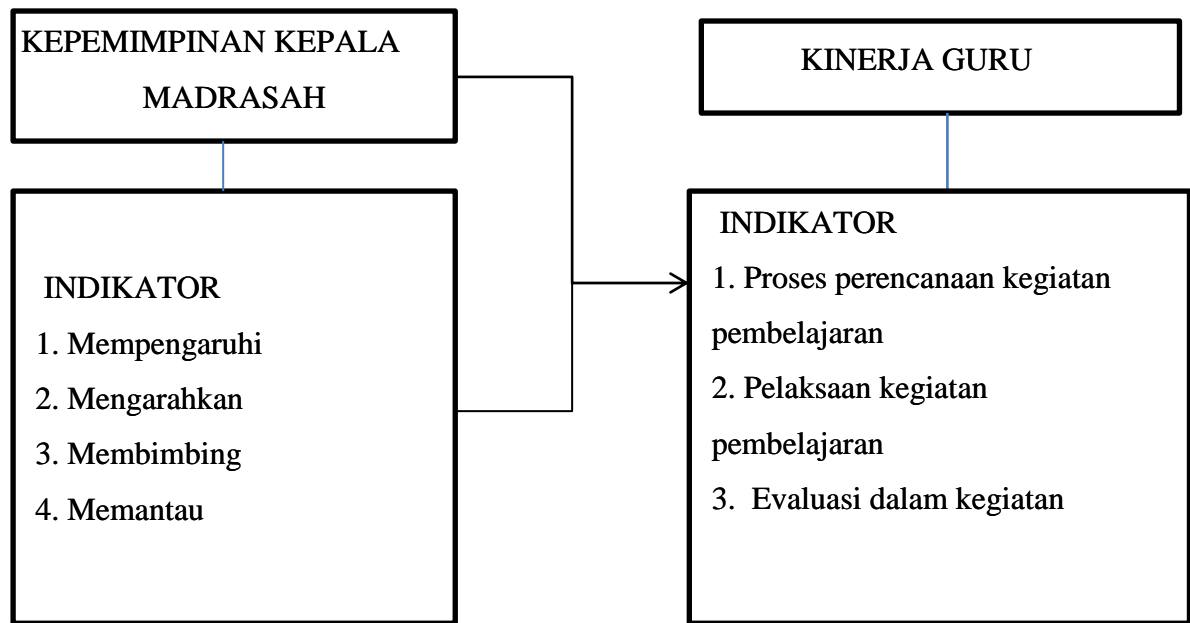 KEPEMIMPINAN KEPALA
MADRASAH
KINERJA GURU
INDIKATOR
1. Mempengaruhi
2. Mengarahkan
3. Membimbing
4. Memantau
INDIKATOR
1. Proses perencanaan kegiatan
pembelajaran
2. Pelaksaan kegiatan
pembelajaran
3. Evaluasi dalam kegiatan